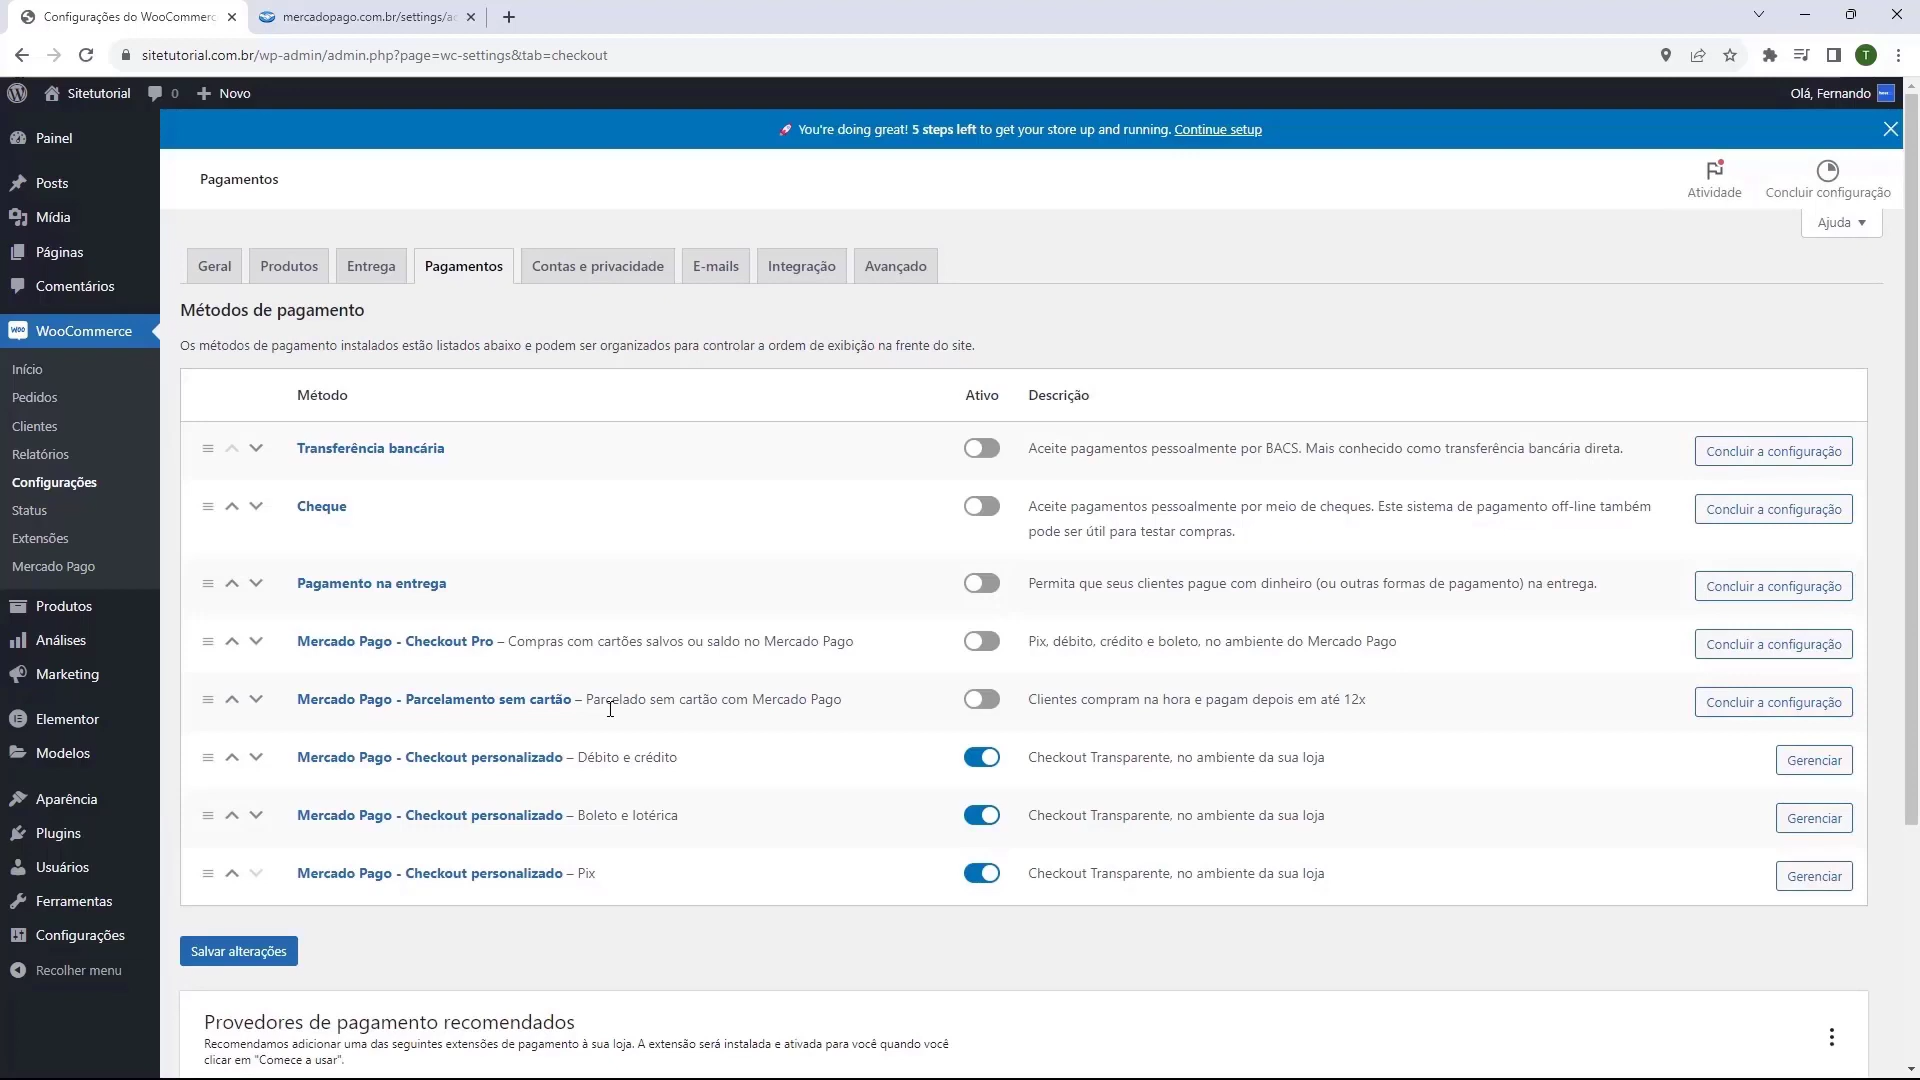 Configurações do WooCommerc
mercadopago.com.br/settings/ac
sitetutorial.com.br/wp-admin/admin.php?page=wc-settings&tab=checkout
T
Sitetutorial
0
Novo
Olá, Fernando
Painel
Posts
Mídia
Páginas
Comentários
WooCommerce
Início
Pedidos
Clientes
Relatórios
Configurações
Status
Extensões
Mercado Pago
Produtos
Análises
Marketing
Elementor
Modelos
Aparência
Plugins
Usuários
Ferramentas
Configurações
Recolher menu
🚀 You're doing great! 5 steps left to get your store up and running. Continue setup
Pagamentos
Atividade
Concluir configuração
Ajuda
Geral
Produtos
Entrega
Pagamentos
Contas e privacidade
E-mails
Integração
Avançado
Métodos de pagamento
Os métodos de pagamento instalados estão listados abaixo e podem ser organizados para controlar a ordem de exibição na frente do site.
Método
Ativo
Descrição
Transferência bancária
Aceite pagamentos pessoalmente por BACS. Mais conhecido como transferência bancária direta.
Concluir a configuração
Cheque
Aceite pagamentos pessoalmente por meio de cheques. Este sistema de pagamento off-line também
pode ser útil para testar compras.
Concluir a configuração
Pagamento na entrega
Permita que seus clientes pague com dinheiro (ou outras formas de pagamento) na entrega.
Concluir a configuração
Mercado Pago - Checkout Pro – Compras com cartões salvos ou saldo no Mercado Pago
Pix, débito, crédito e boleto, no ambiente do Mercado Pago
Concluir a configuração
Mercado Pago - Parcelamento sem cartão – Parcelado sem cartão com Mercado Pago
Clientes compram na hora e pagam depois em até 12x
Concluir a configuração
Mercado Pago - Checkout personalizado – Débito e crédito
Checkout Transparente, no ambiente da sua loja
Gerenciar
Mercado Pago - Checkout personalizado – Boleto e lotérica
Checkout Transparente, no ambiente da sua loja
Gerenciar
Mercado Pago - Checkout personalizado – Pix
Checkout Transparente, no ambiente da sua loja
Gerenciar
Salvar alterações
Provedores de pagamento recomendados
Recomendamos adicionar uma das seguintes extensões de pagamento à sua loja. A extensão será instalada e ativada para você quando você
clicar em "Comece a usar".